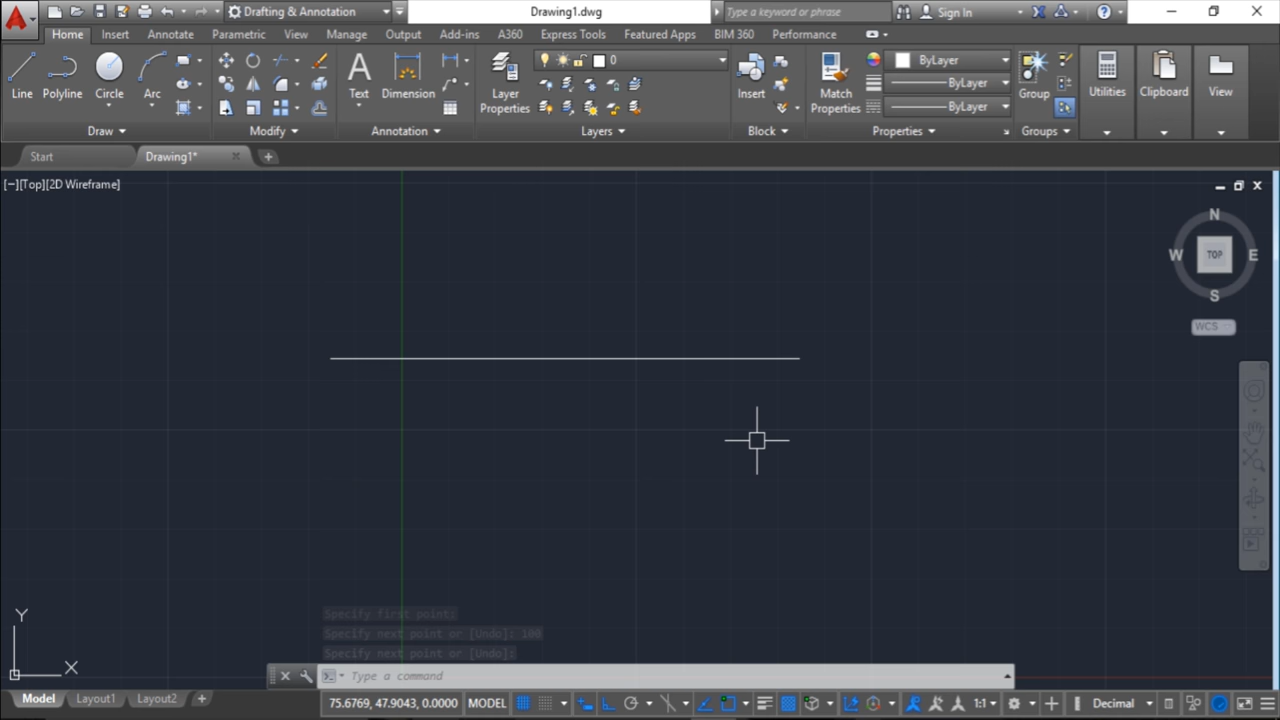 Drafting & Annotation
Drawing1.dwg
Type a keyword or phrase
Sign In
Home Insert Annotate Parametric View Manage Output Add-ins A360 Express Tools Featured Apps BIM 360 Performance
Line Polyline Circle Arc
Text Dimension
Layer Properties
0
Insert
Match Properties
ByLayer
ByLayer
ByLayer
Group
Utilities Clipboard View
Draw Modify Annotation Layers Block Properties Groups
Start Drawing1*
[−][Top][2D Wireframe]
N
W TOP E
S
WCS
Y
X
Specify first point:
Specify next point or [Undo]: 100
Specify next point or [Undo]:
Type a command
Model Layout1 Layout2
75.6769, 47.9043, 0.0000 MODEL 1:1 Decimal